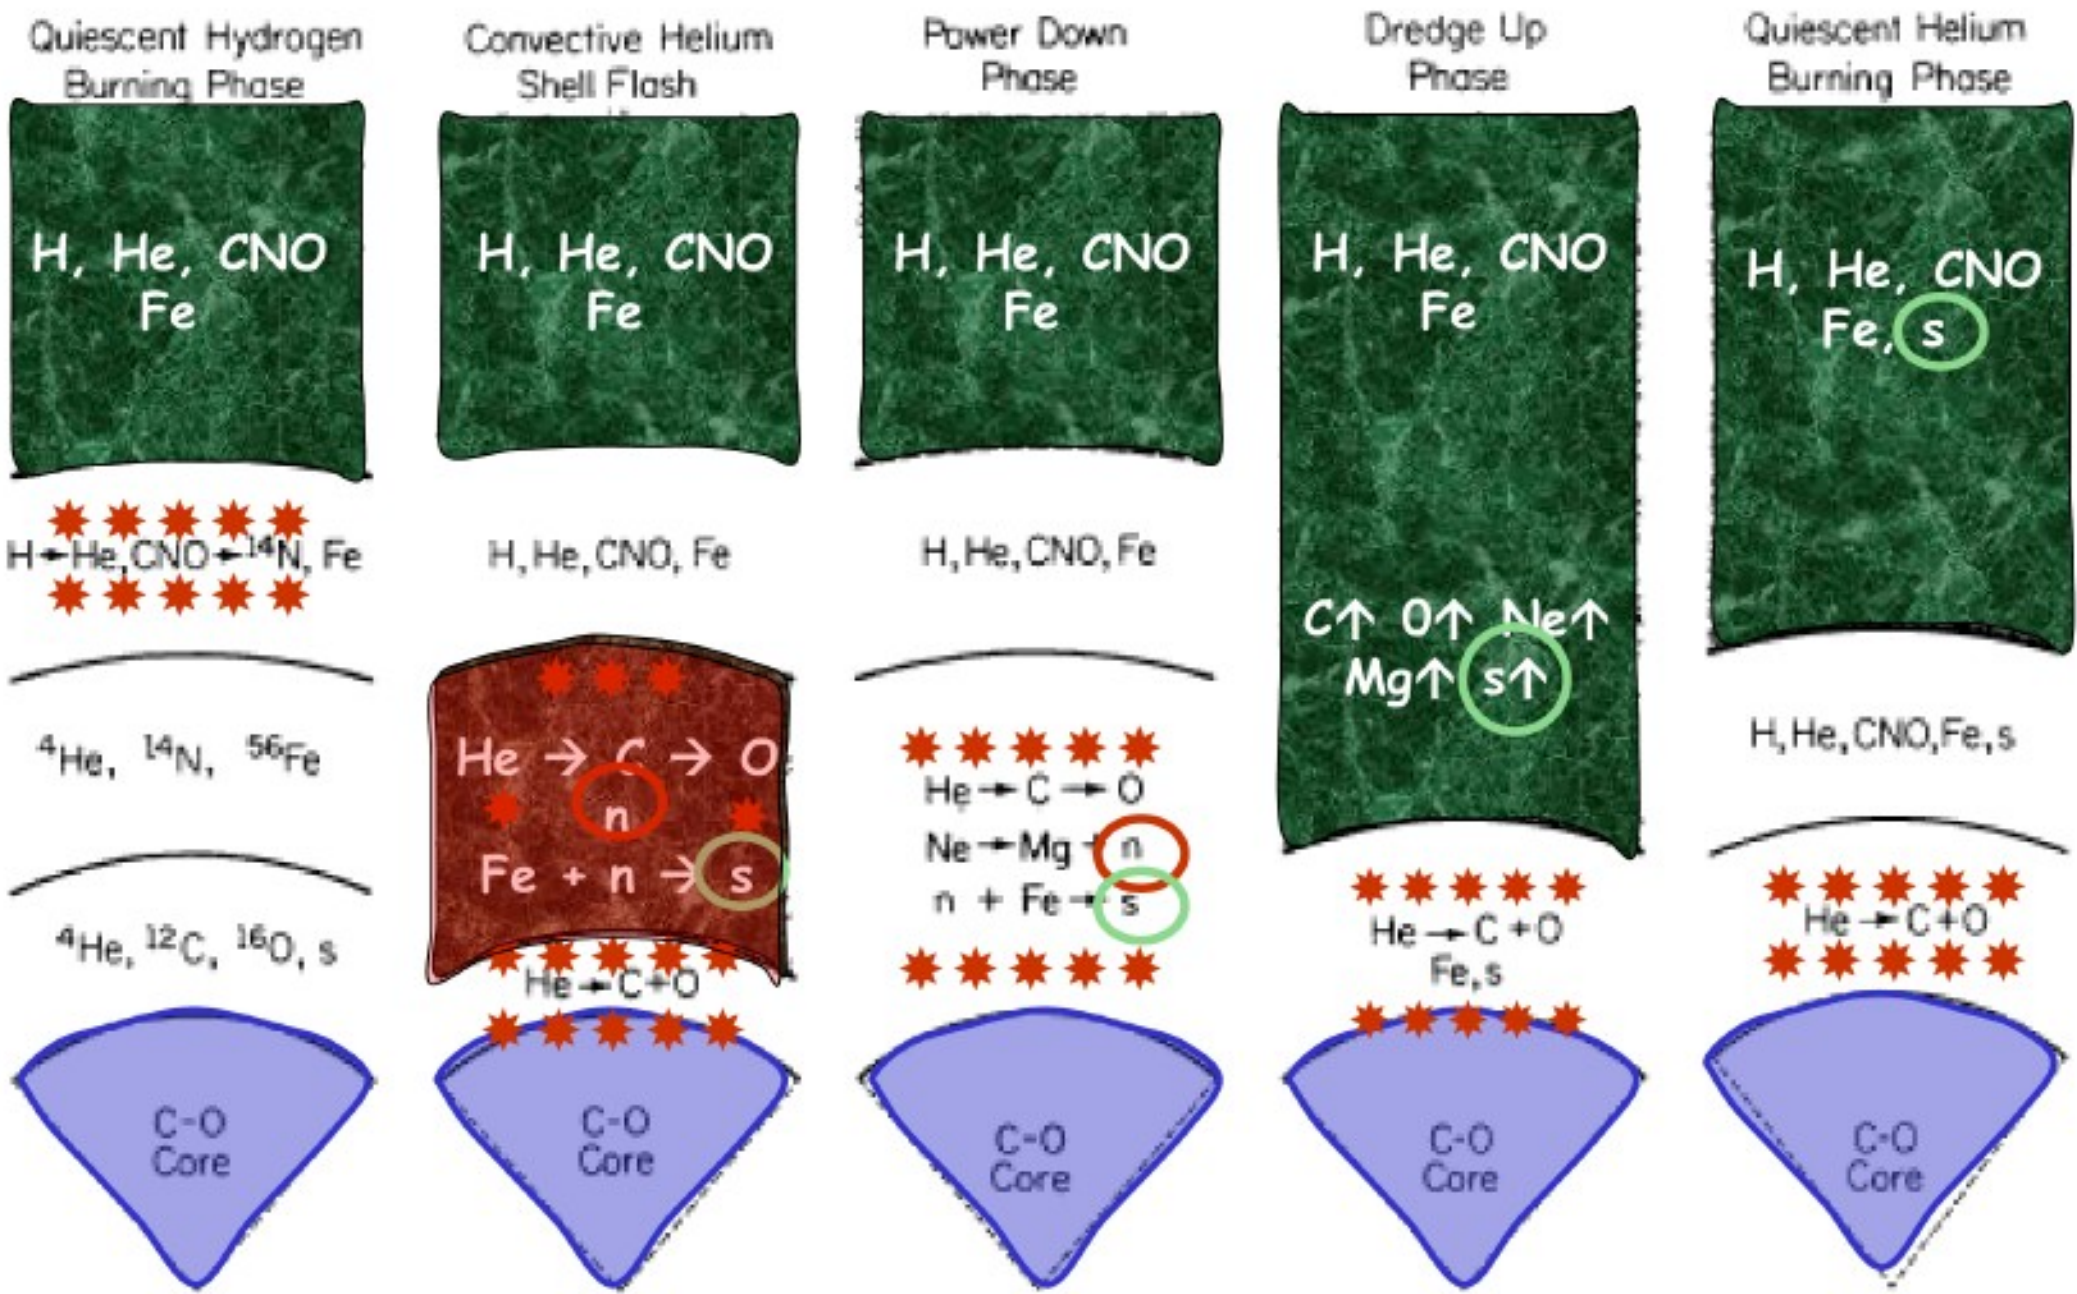 Quiescent Hydrogen
Burning Phase
H, He, CNO
Fe
H→He,CNO→¹⁴N, Fe
⁴He, ¹⁴N, ⁵⁶Fe
⁴He, ¹²C, ¹⁶O, s
C-O
Core
Convective Helium
Shell Flash
H, He, CNO
Fe
H,He,CNO, Fe
He → C → O
n
Fe + n → s
He→C+O
C-O
Core
Power Down
Phase
H, He, CNO
Fe
H,He,CNO,Fe
He→C→O
Ne→Mg + n
n + Fe→s
C-O
Core
Dredge Up
Phase
H, He, CNO
Fe
C↑ O↑ Ne↑
Mg↑ s↑
He→C+O
Fe,s
C-O
Core
Quiescent Helium
Burning Phase
H, He, CNO
Fe, s
H,He,CNO,Fe,s
He→C+O
C-O
Core